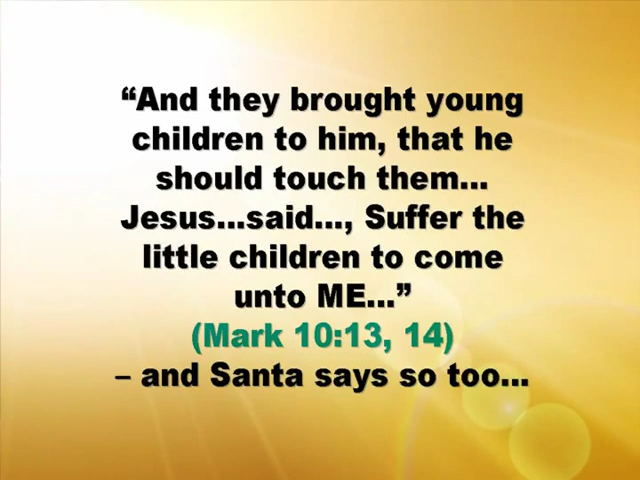 “And they brought young
children to him, that he
should touch them...
Jesus...said..., Suffer the
little children to come
unto ME...”
(Mark 10:13, 14)
– and Santa says so too...